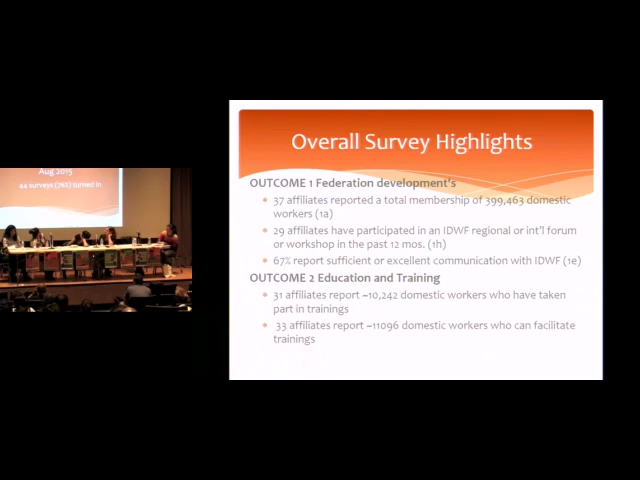 Aug 2015
44 surveys (76%) turned in
Overall Survey Highlights
OUTCOME 1 Federation development's
37 affiliates reported a total membership of 399,463 domestic
workers (1a)
29 affiliates have participated in an IDWF regional or int'l forum
or workshop in the past 12 mos. (1h)
67% report sufficient or excellent communication with IDWF (1e)
OUTCOME 2 Education and Training
31 affiliates report ~10,242 domestic workers who have taken
part in trainings
33 affiliates report ~11096 domestic workers who can facilitate
trainings